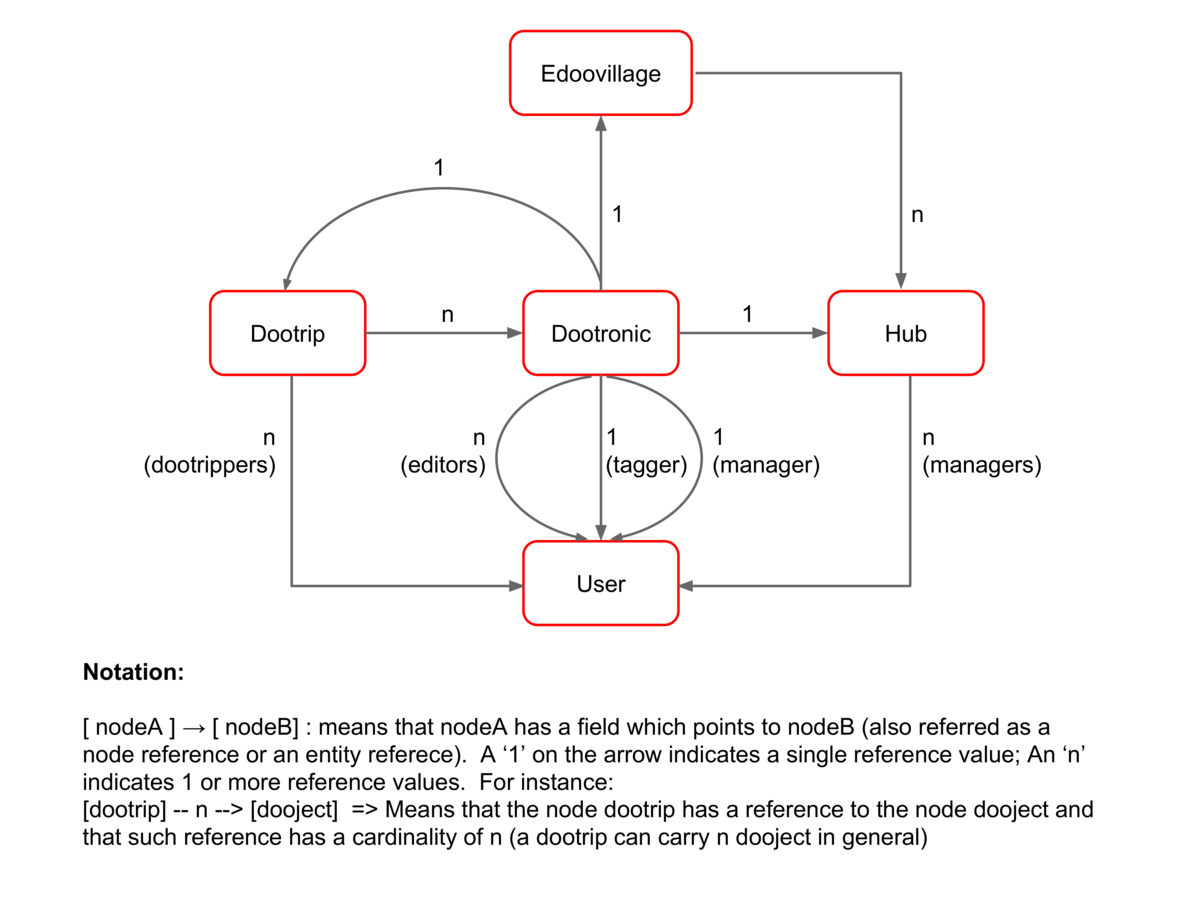 Edoovillage
1
1
n
Dootrip
n
Dootronic
1
Hub
n
(dootrippers)
n
(editors)
1
(tagger)
1
(manager)
n
(managers)
User
Notation:
[ nodeA ] → [ nodeB] : means that nodeA has a field which points to nodeB (also referred as a
node reference or an entity referece).  A ‘1’ on the arrow indicates a single reference value; An ‘n’
indicates 1 or more reference values.  For instance:
[dootrip] -- n --> [dooject]  => Means that the node dootrip has a reference to the node dooject and
that such reference has a cardinality of n (a dootrip can carry n dooject in general)